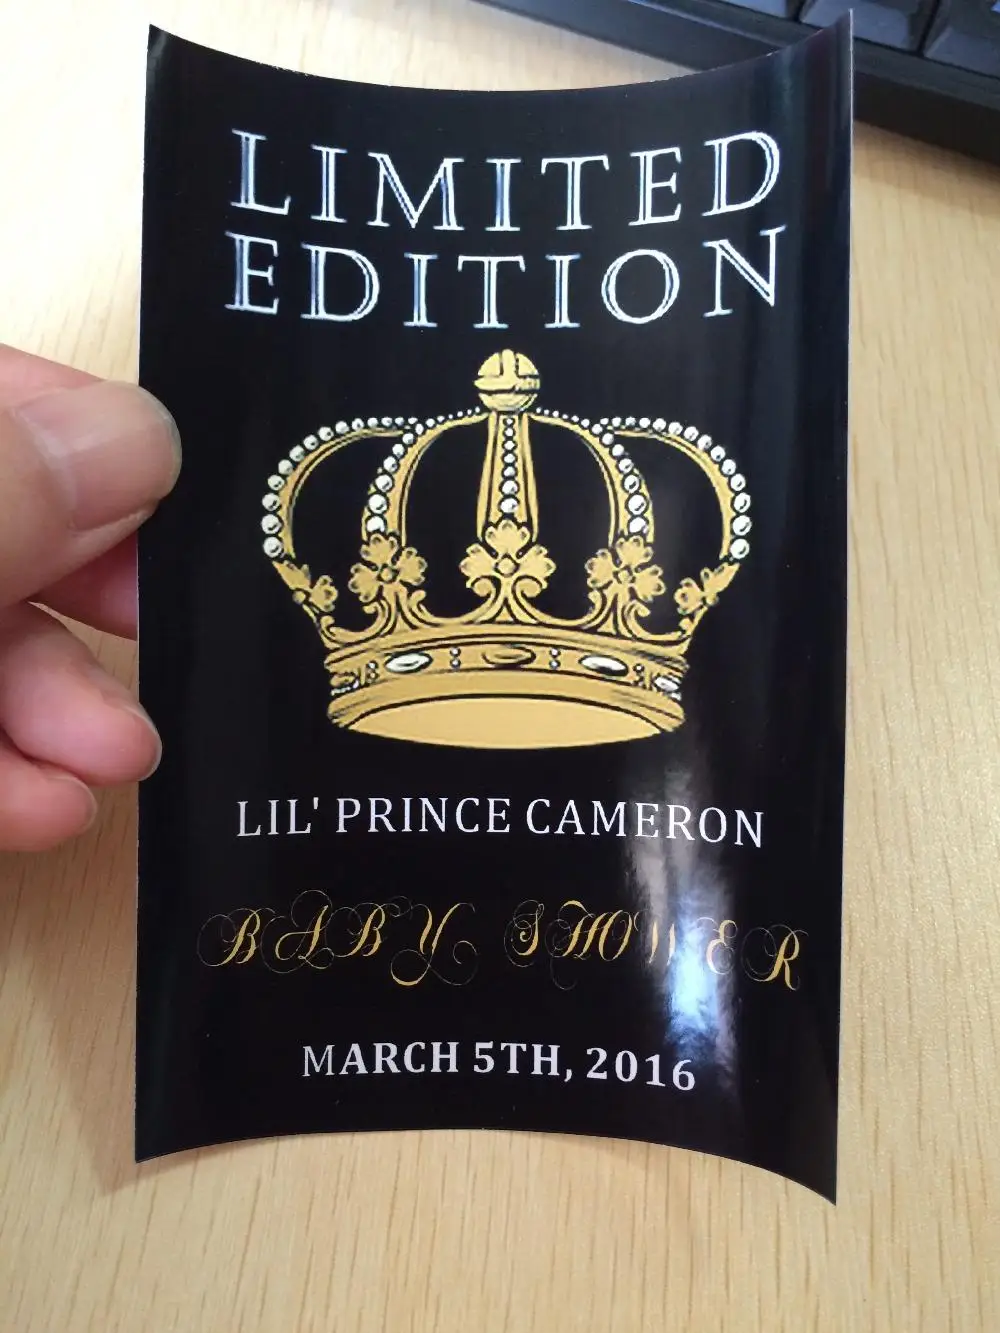 LIMITED
EDITION
LIL' PRINCE CAMERON
BABY SHOWER
MARCH 5TH, 2016